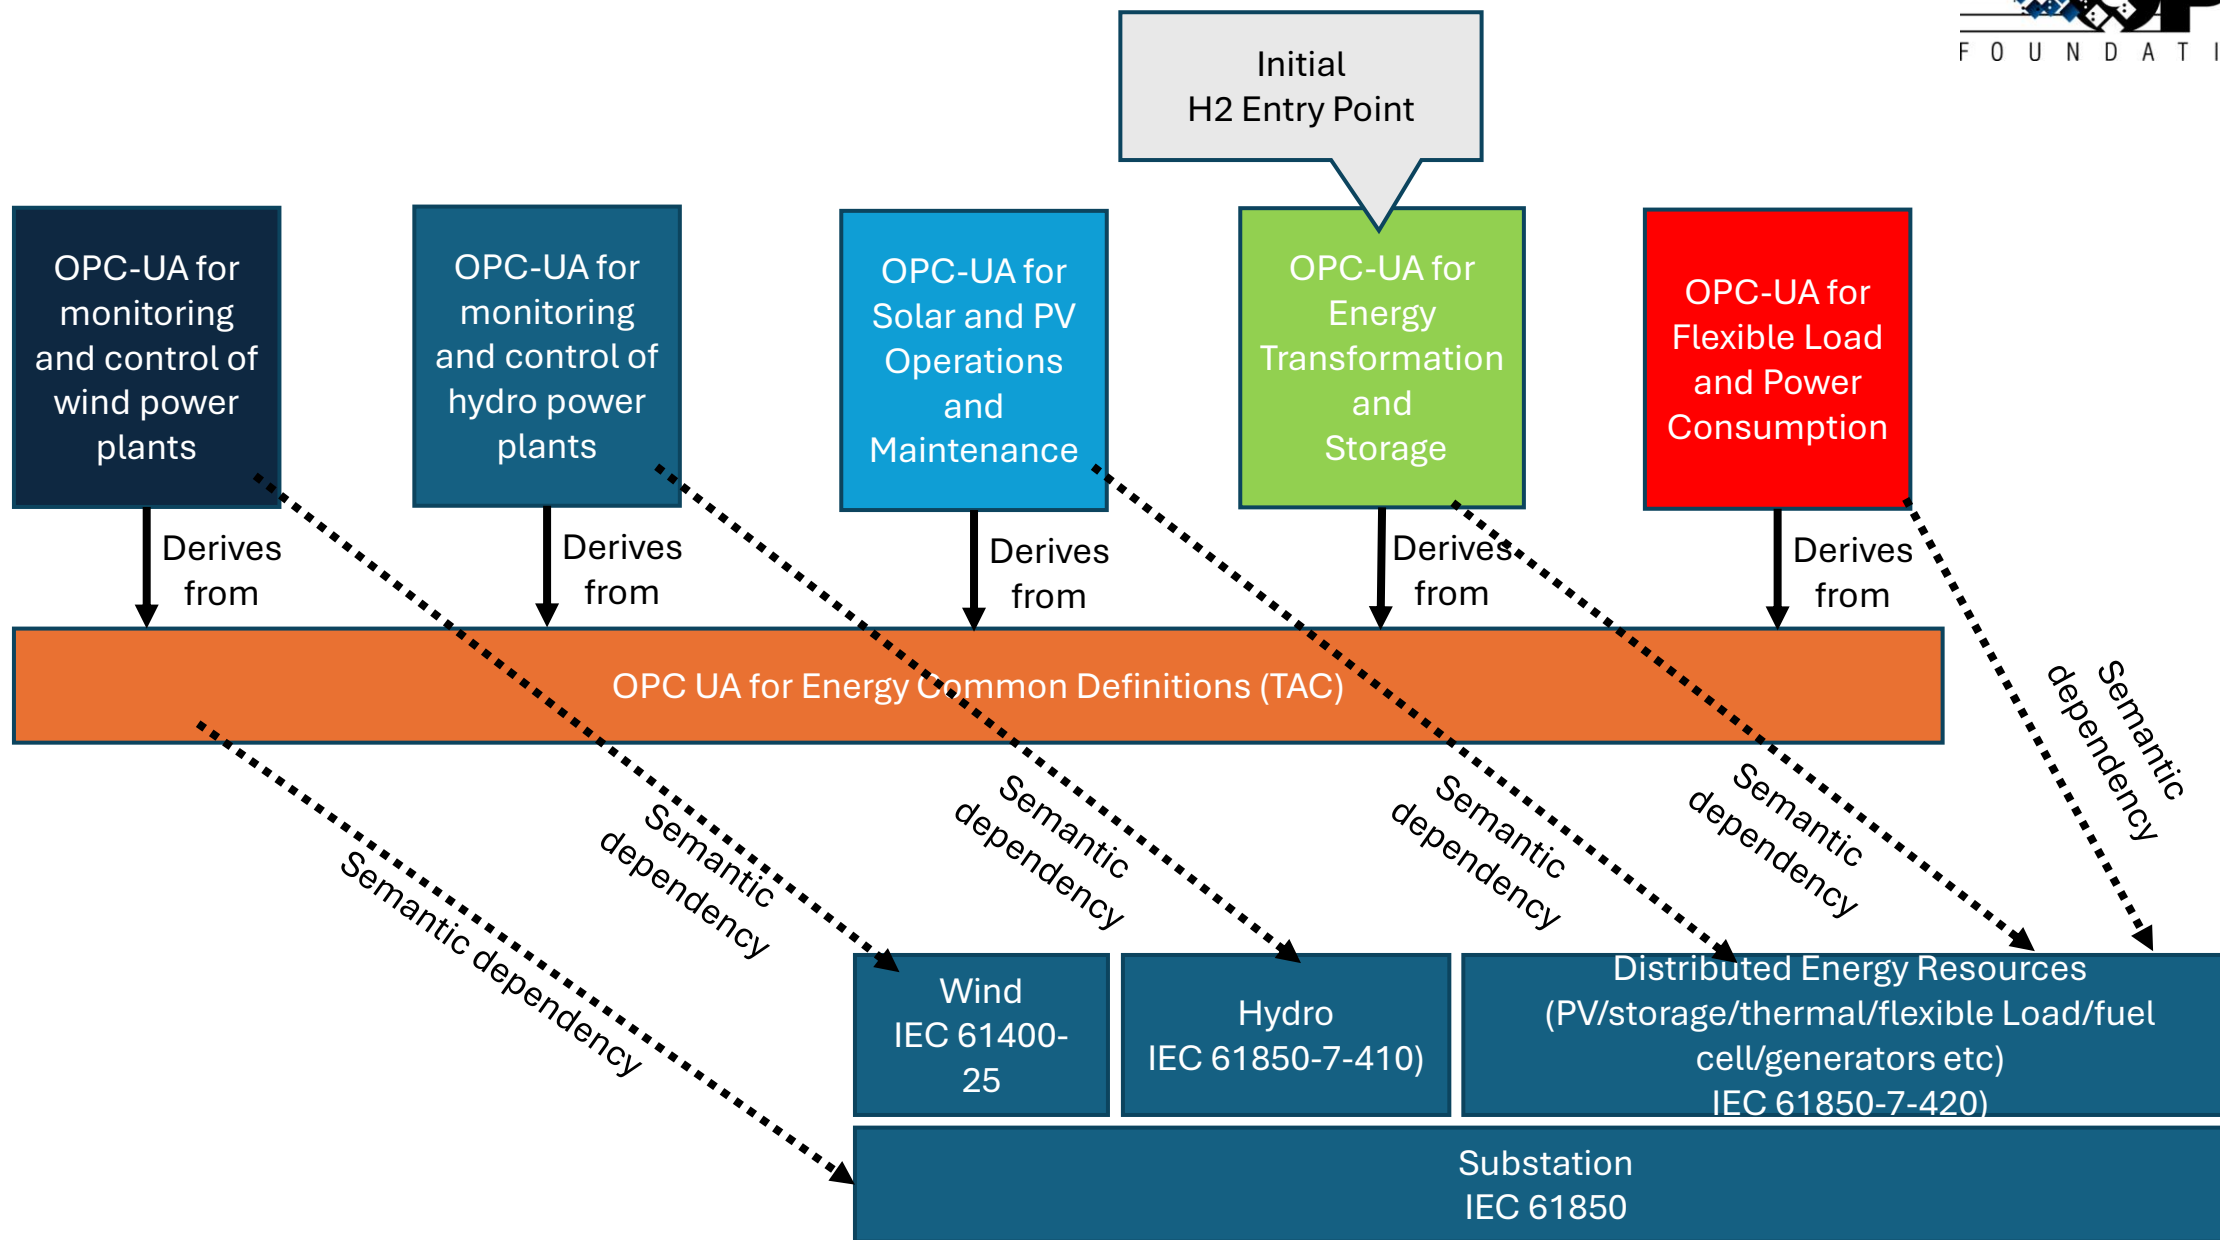 FOUNDATI
Initial
H2 Entry Point
OPC-UA for
monitoring
and control of
wind power
plants
OPC-UA for
monitoring
and control of
hydro power
plants
OPC-UA for
Solar and PV
Operations
and
Maintenance
OPC-UA for
Energy
Transformation
and
Storage
OPC-UA for
Flexible Load
and Power
Consumption
Derives
from
Derives
from
Derives
from
Derives
from
Derives
from
OPC UA for Energy Common Definitions (TAC)
Semantic dependency
Semantic
dependency
Semantic
dependency
Semantic
dependency
Semantic
dependency
Semantic
dependency
Wind
IEC 61400-
25
Hydro
IEC 61850-7-410)
Distributed Energy Resources
(PV/storage/thermal/flexible Load/fuel
cell/generators etc)
IEC 61850-7-420)
Substation
IEC 61850